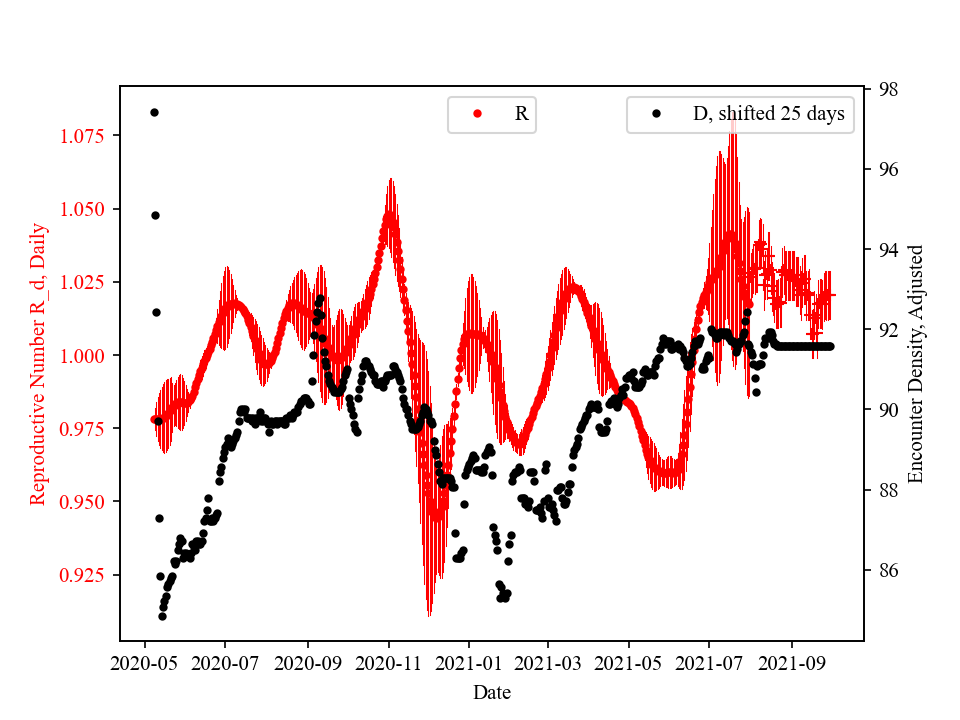 R
D, shifted 25 days
Reproductive Number R_d, Daily
1.075
1.050
1.025
1.000
0.975
0.950
0.925
98
96
94
92
90
88
86
Encounter Density, Adjusted
2020-05 2020-07 2020-09 2020-11 2021-01 2021-03 2021-05 2021-07 2021-09
Date